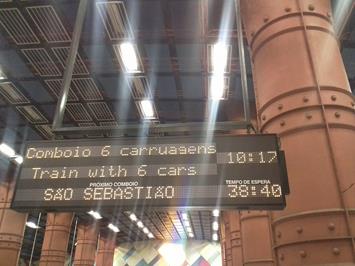 Comboio 6 carruagens 10:17
Train with 6 cars
PRÓXIMO COMBOIO TEMPO DE ESPERA
SÃO SEBASTIÃO 38:40